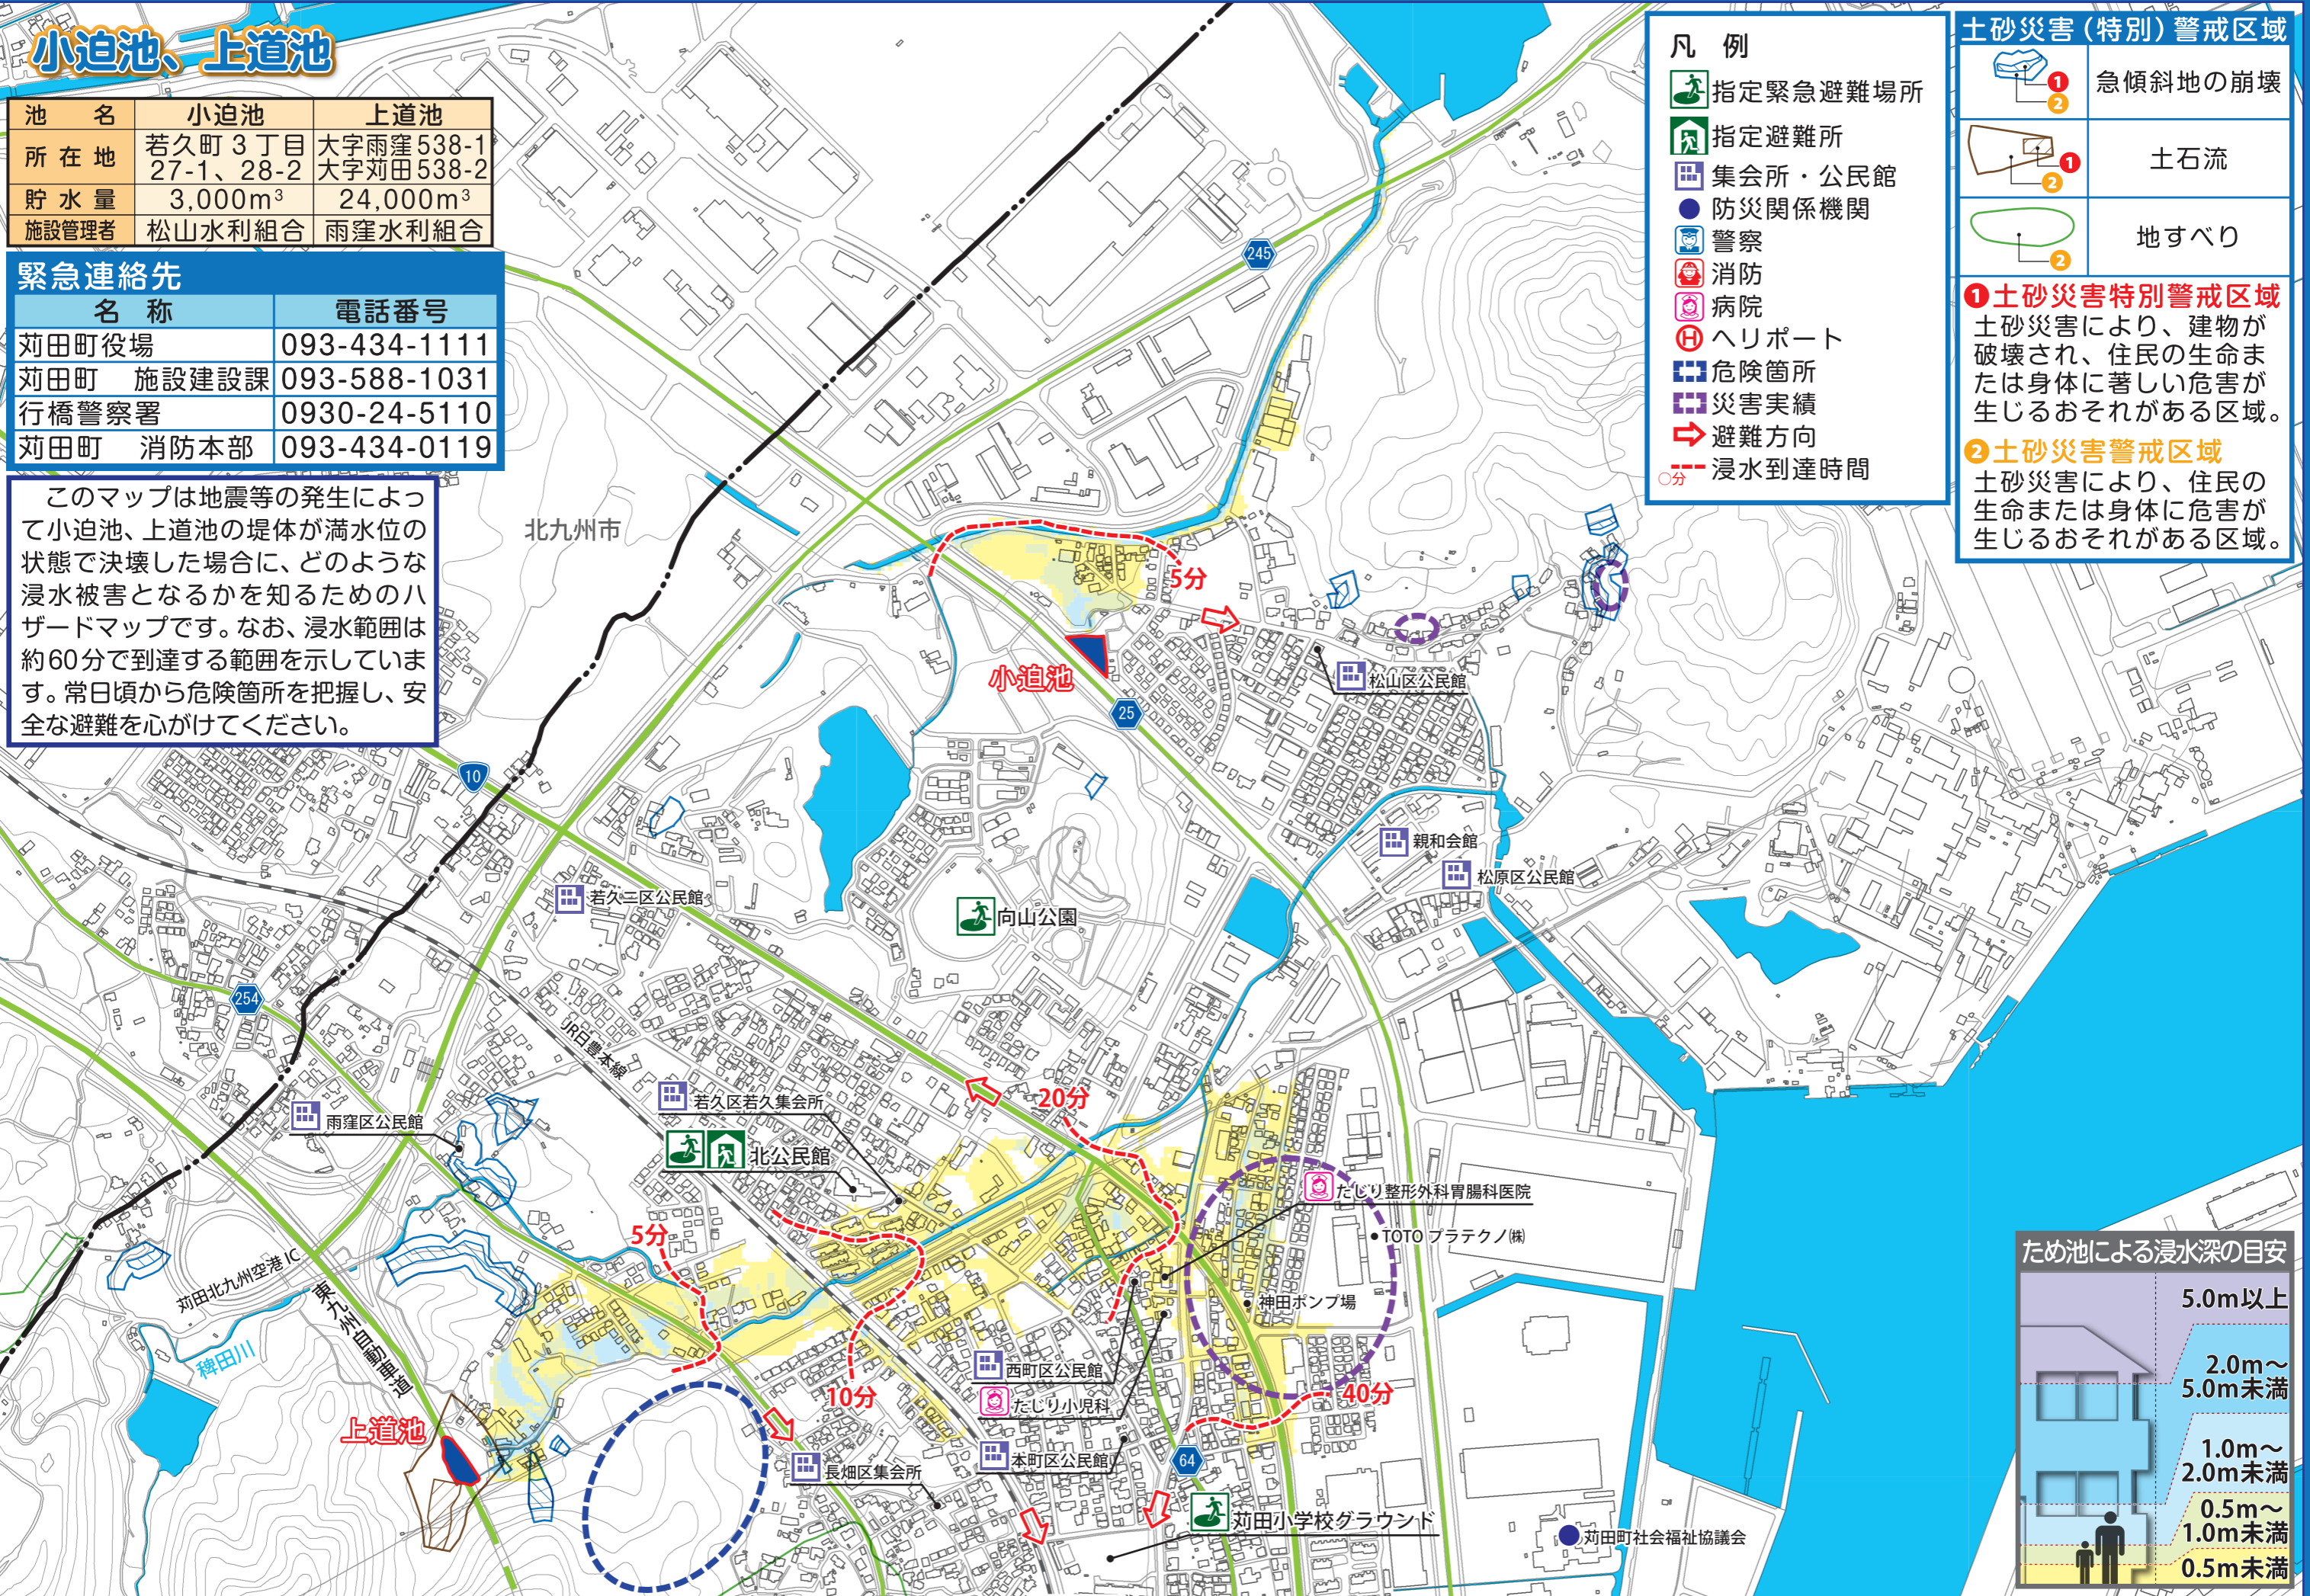 小迫池、上道池
池名 小迫池 上道池
所在地 若久町3丁目27-1、28-2 大字雨窪538-1 大字苅田538-2
貯水量 3,000m³ 24,000m³
施設管理者 松山水利組合 雨窪水利組合
緊急連絡先
名称 電話番号
苅田町役場 093-434-1111
苅田町 施設建設課 093-588-1031
行橋警察署 0930-24-5110
苅田町 消防本部 093-434-0119
このマップは地震等の発生によっ
て小迫池、上道池の堤体が満水位の
状態で決壊した場合に、どのような
浸水被害となるかを知るためのハ
ザードマップです。なお、浸水範囲は
約60分で到達する範囲を示していま
す。常日頃から危険箇所を把握し、安
全な避難を心がけてください。
凡例
指定緊急避難場所
指定避難所
集会所・公民館
防災関係機関
警察
消防
病院
H ヘリポート
危険箇所
災害実績
避難方向
○分 浸水到達時間
土砂災害(特別)警戒区域
1 2 急傾斜地の崩壊
1 2 土石流
2 地すべり
1 土砂災害特別警戒区域
土砂災害により、建物が
破壊され、住民の生命ま
たは身体に著しい危害が
生じるおそれがある区域。
2 土砂災害警戒区域
土砂災害により、住民の
生命または身体に危害が
生じるおそれがある区域。
245
北九州市
5分
小迫池
松山区公民館
25
10
親和会館
松原区公民館
若久二区公民館
向山公園
254
JR日豊本線
若久区若久集会所
20分
雨窪区公民館
北公民館
たじり整形外科胃腸科医院
TOTO プラテクノ㈱
5分
苅田北九州空港IC
東九州自動車道
神田ポンプ場
稗田川
西町区公民館
10分
40分
たじり小児科
上道池
本町区公民館
64
長畑区集会所
苅田小学校グラウンド
苅田町社会福祉協議会
ため池による浸水深の目安
5.0m以上
2.0m～
5.0m未満
1.0m～
2.0m未満
0.5m～
1.0m未満
0.5m未満